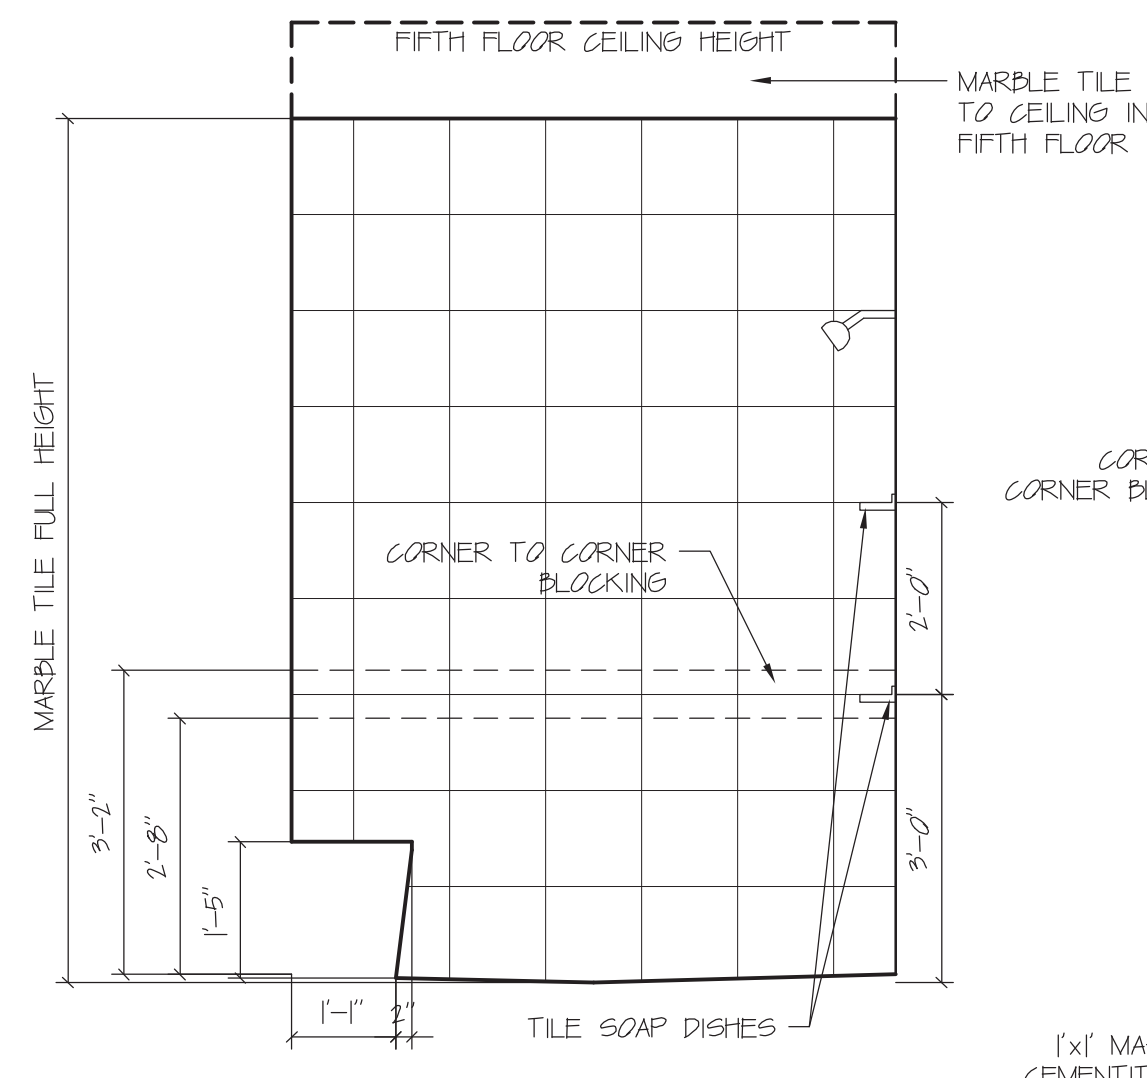 FIFTH FLOOR CEILING HEIGHT
MARBLE TILE
TO CEILING IN
FIFTH FLOOR
MARBLE TILE FULL HEIGHT
CORNER TO CORNER
BLOCKING
2'-0"
3'-2"
2'-8"
1'-5"
3'-0"
1'-1"
2"
TILE SOAP DISHES
CORNER
1'x1'